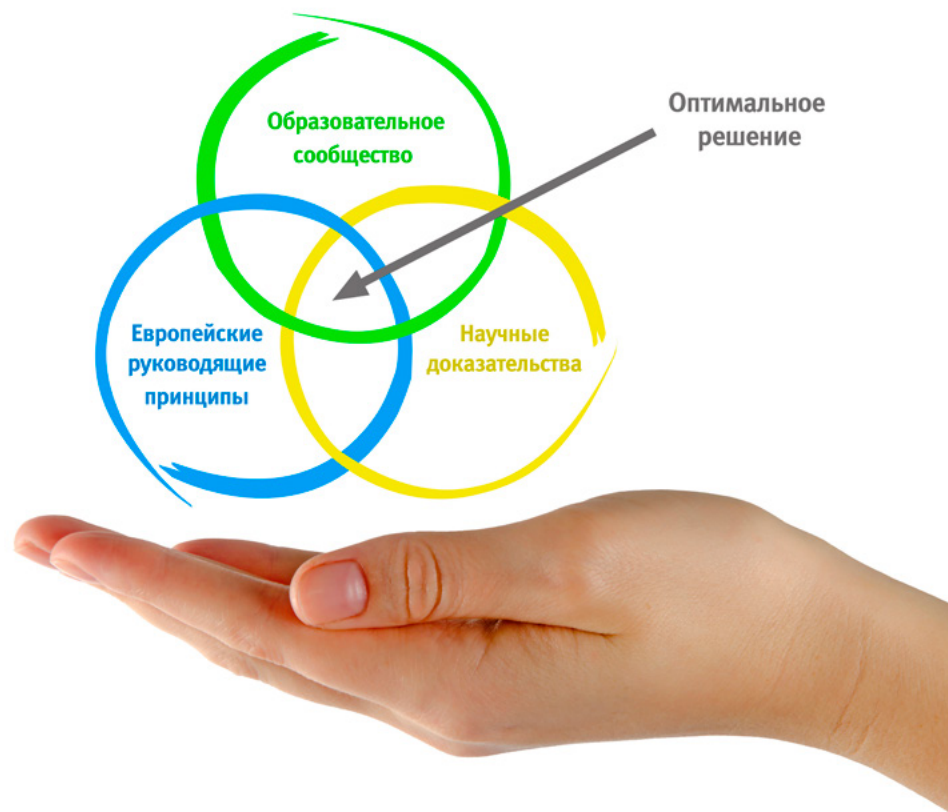 Образовательное
сообщество
Оптимальное
решение
Европейские
руководящие
принципы
Научные
доказательства